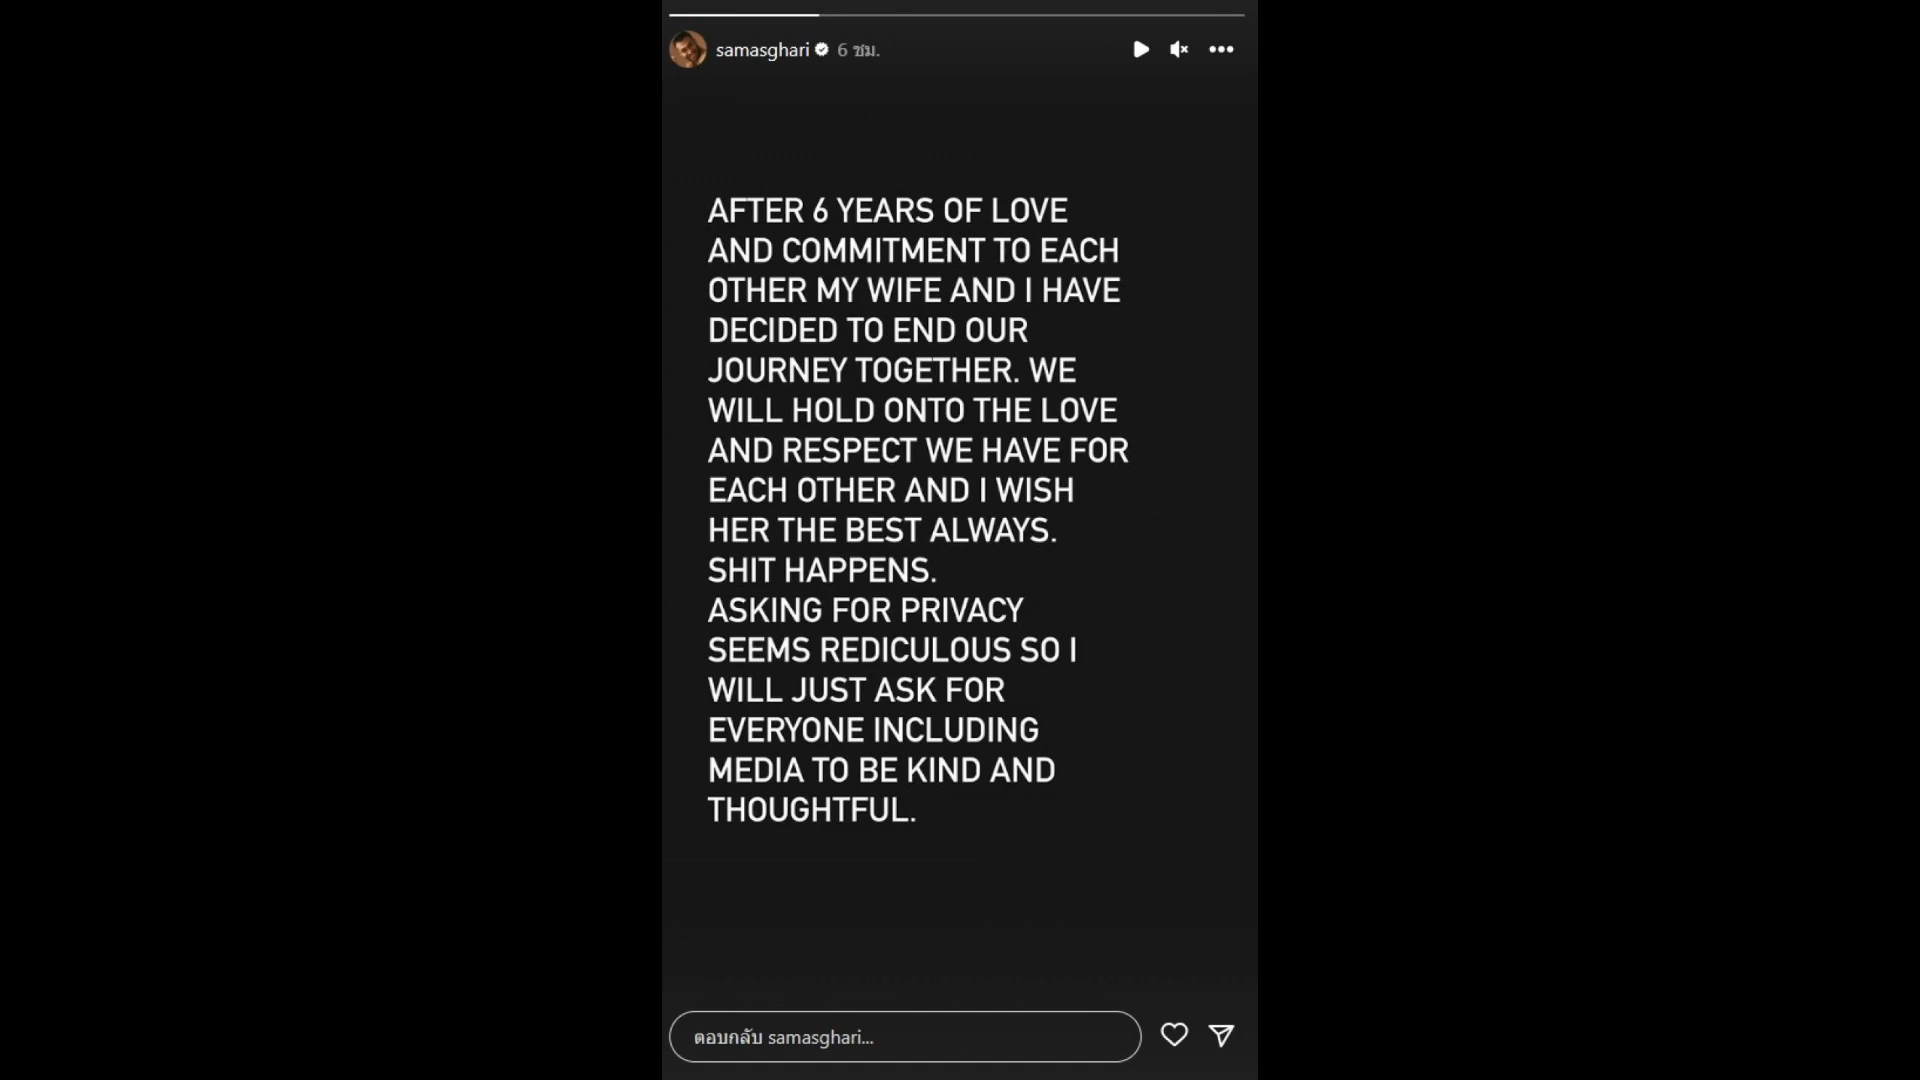 samasghari 6 ชม.
AFTER 6 YEARS OF LOVE
AND COMMITMENT TO EACH
OTHER MY WIFE AND I HAVE
DECIDED TO END OUR
JOURNEY TOGETHER. WE
WILL HOLD ONTO THE LOVE
AND RESPECT WE HAVE FOR
EACH OTHER AND I WISH
HER THE BEST ALWAYS.
SHIT HAPPENS.
ASKING FOR PRIVACY
SEEMS REDICULOUS SO I
WILL JUST ASK FOR
EVERYONE INCLUDING
MEDIA TO BE KIND AND
THOUGHTFUL.
ตอบกลับ samasghari...